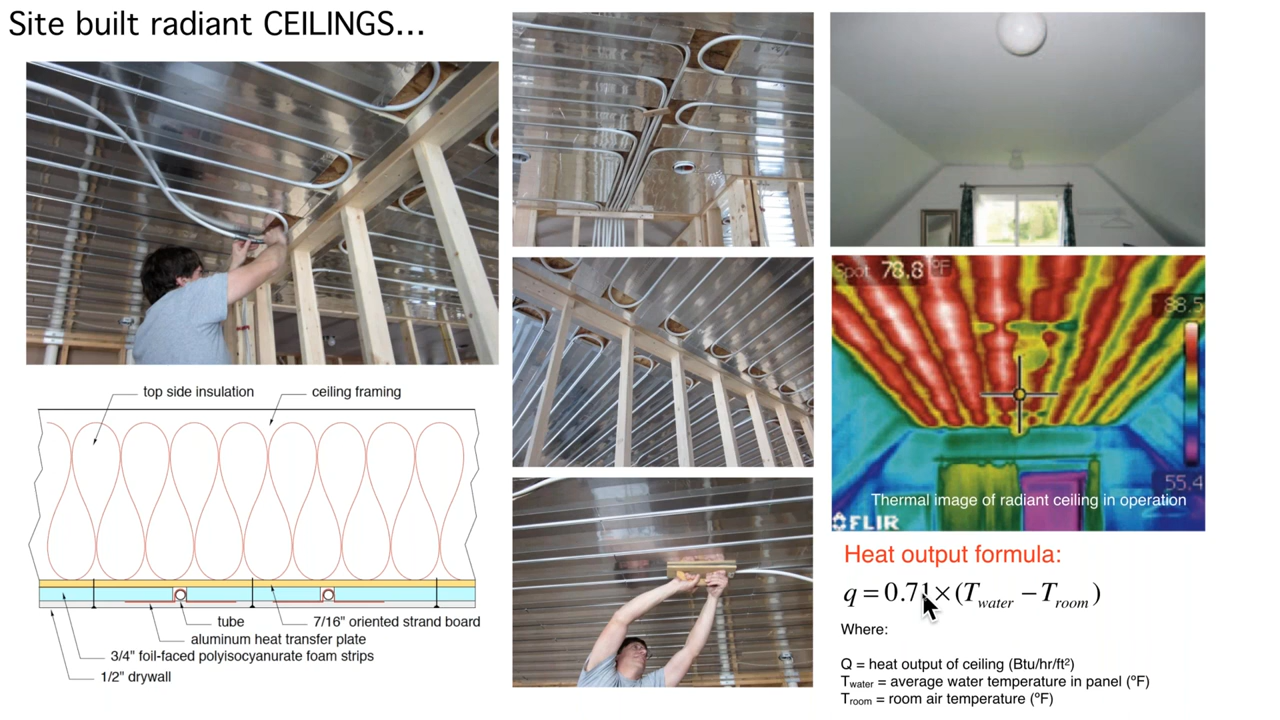 Site built radiant CEILINGS...
top side insulation
ceiling framing
tube
7/16" oriented strand board
aluminum heat transfer plate
3/4" foil-faced polyisocyanurate foam strips
1/2" drywall
Spot 78.8 °F
88.5
55.4
Thermal image of radiant ceiling in operation
FLIR
Heat output formula:
q = 0.71 × (Twater − Troom)
Where:
Q = heat output of ceiling (Btu/hr/ft²)
Twater = average water temperature in panel (ºF)
Troom = room air temperature (ºF)